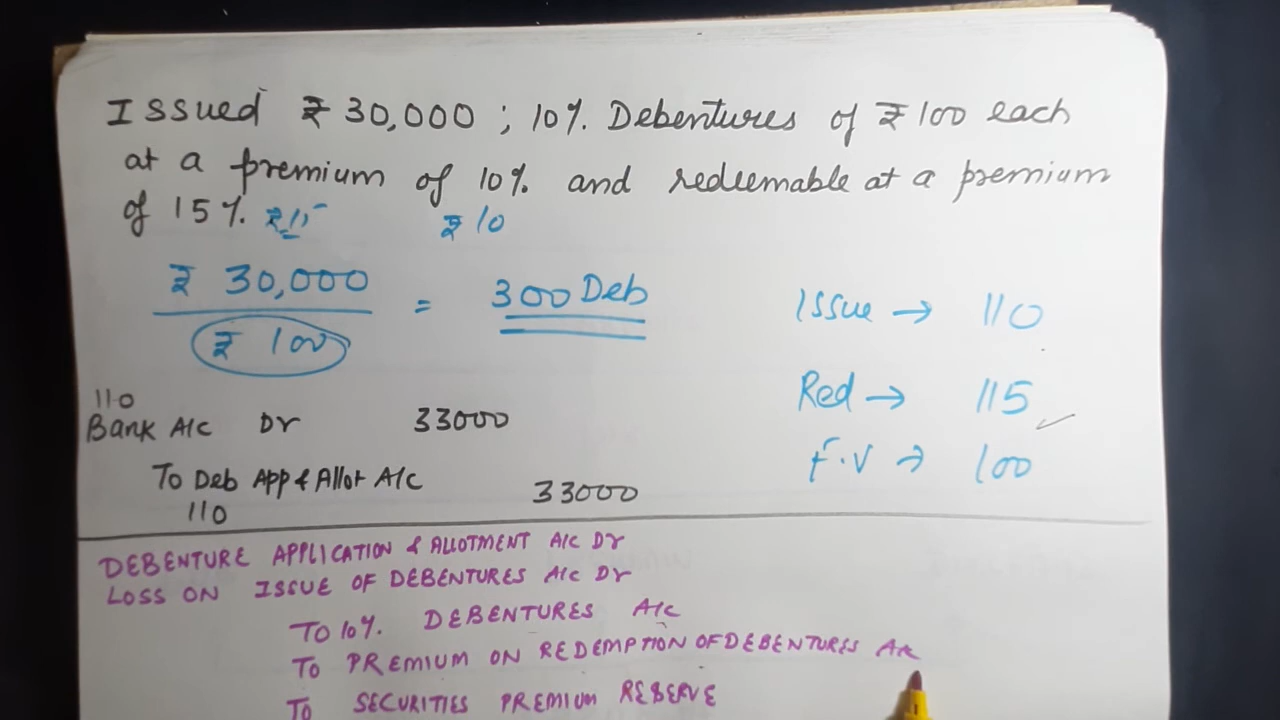 Issued ₹ 30,000 ; 10% Debentures of ₹ 100 each
at a premium of 10% and redeemable at a premium
of 15%. ₹ 15 ₹ 10
₹ 30,000
₹ 100
= 300 Deb
Issue → 110
Red → 115
F.V → 100
110
Bank A/c Dr 33000
To Deb App & Allot A/c 33000
110
DEBENTURE APPLICATION & ALLOTMENT A/C Dr
LOSS ON ISSUE OF DEBENTURES A/C Dr
To 10% DEBENTURES A/C
To PREMIUM ON REDEMPTION OF DEBENTURES A/c
To SECURITIES PREMIUM RESERVE